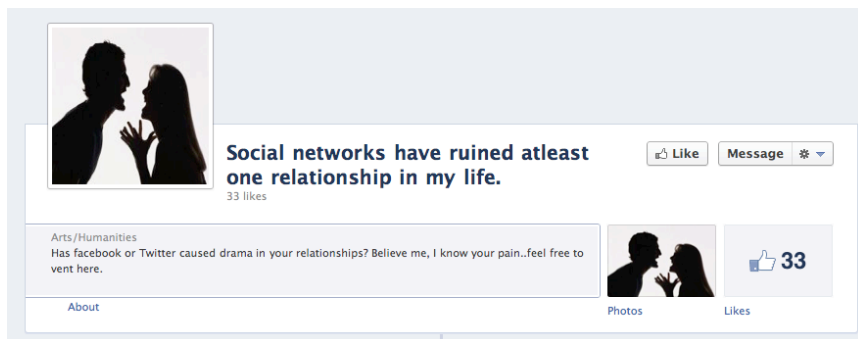 Social networks have ruined atleast
one relationship in my life.
33 likes
Like
Message
Arts/Humanities
Has facebook or Twitter caused drama in your relationships? Believe me, I know your pain..feel free to
vent here.
33
About
Photos
Likes